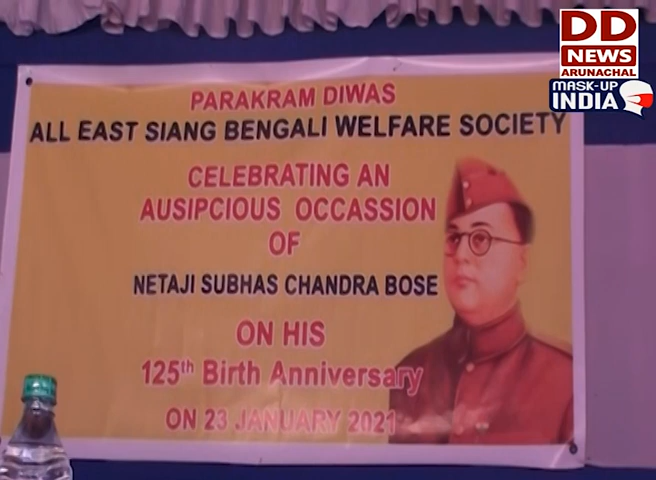 DD
NEWS
ARUNACHAL
MASK-UP
INDIA
PARAKRAM DIWAS
ALL EAST SIANG BENGALI WELFARE SOCIETY
CELEBRATING AN
AUSIPCIOUS OCCASSION
OF
NETAJI SUBHAS CHANDRA BOSE
ON HIS
125th Birth Anniversary
ON 23 JANUARY 2021